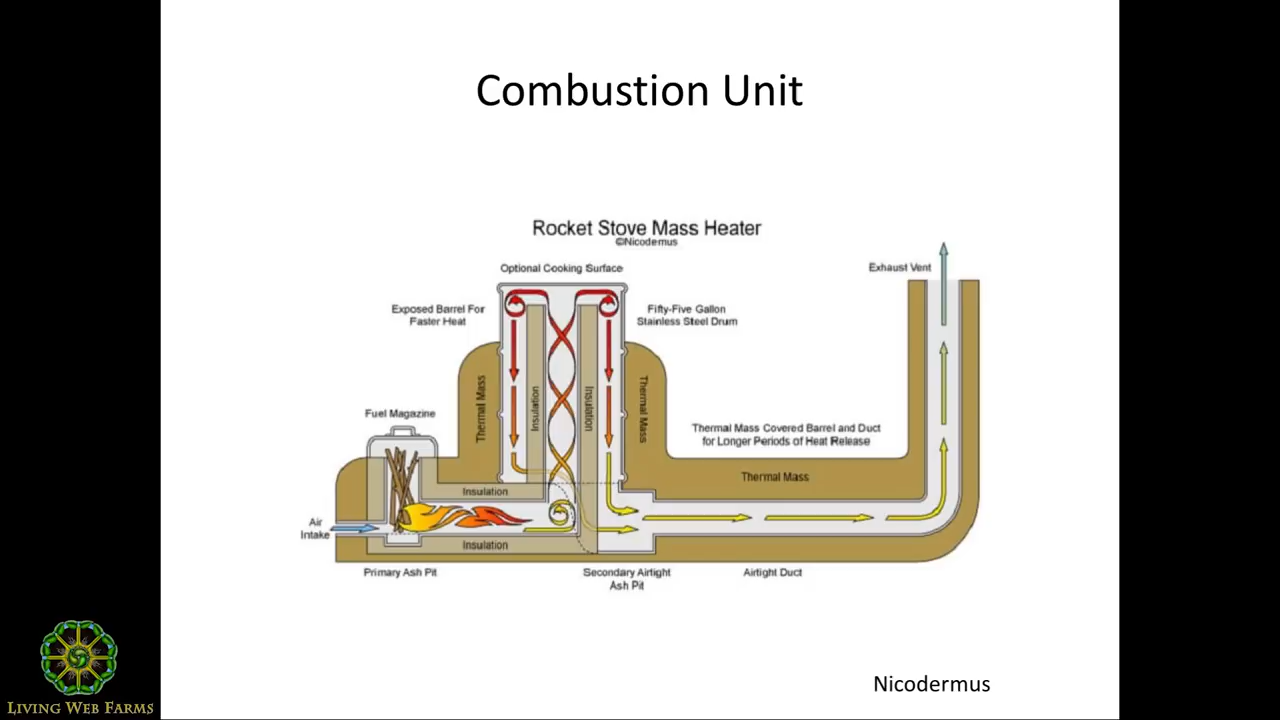 Combustion Unit
Rocket Stove Mass Heater
©Nicodemus
Optional Cooking Surface
Exhaust Vent
Exposed Barrel For
Faster Heat
Fifty-Five Gallon
Stainless Steel Drum
Thermal Mass
Insulation
Insulation
Thermal Mass
Fuel Magazine
Thermal Mass Covered Barrel and Duct
for Longer Periods of Heat Release
Thermal Mass
Insulation
Air
Intake
Insulation
Primary Ash Pit
Secondary Airtight
Ash Pit
Airtight Duct
Nicodermus
LIVING WEB FARMS